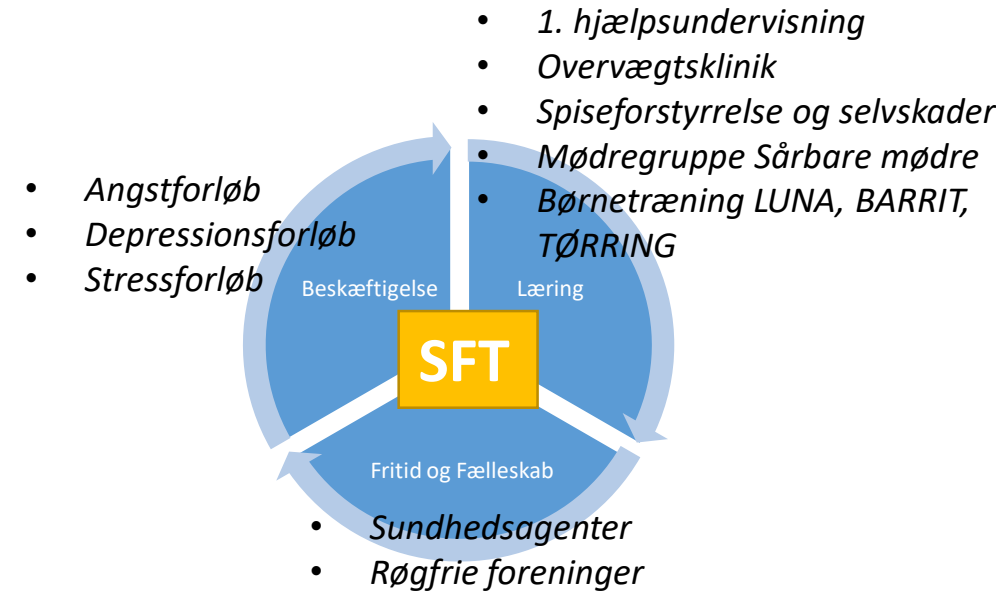 • 1. hjælpsundervisning
• Overvægtsklinik
• Spiseforstyrrelse og selvskader
• Mødregruppe Sårbare mødre
• Børnetræning LUNA, BARRIT,
TØRRING
• Angstforløb
• Depressionsforløb
• Stressforløb
Beskæftigelse
Læring
SFT
Fritid og Fælleskab
• Sundhedsagenter
• Røgfrie foreninger